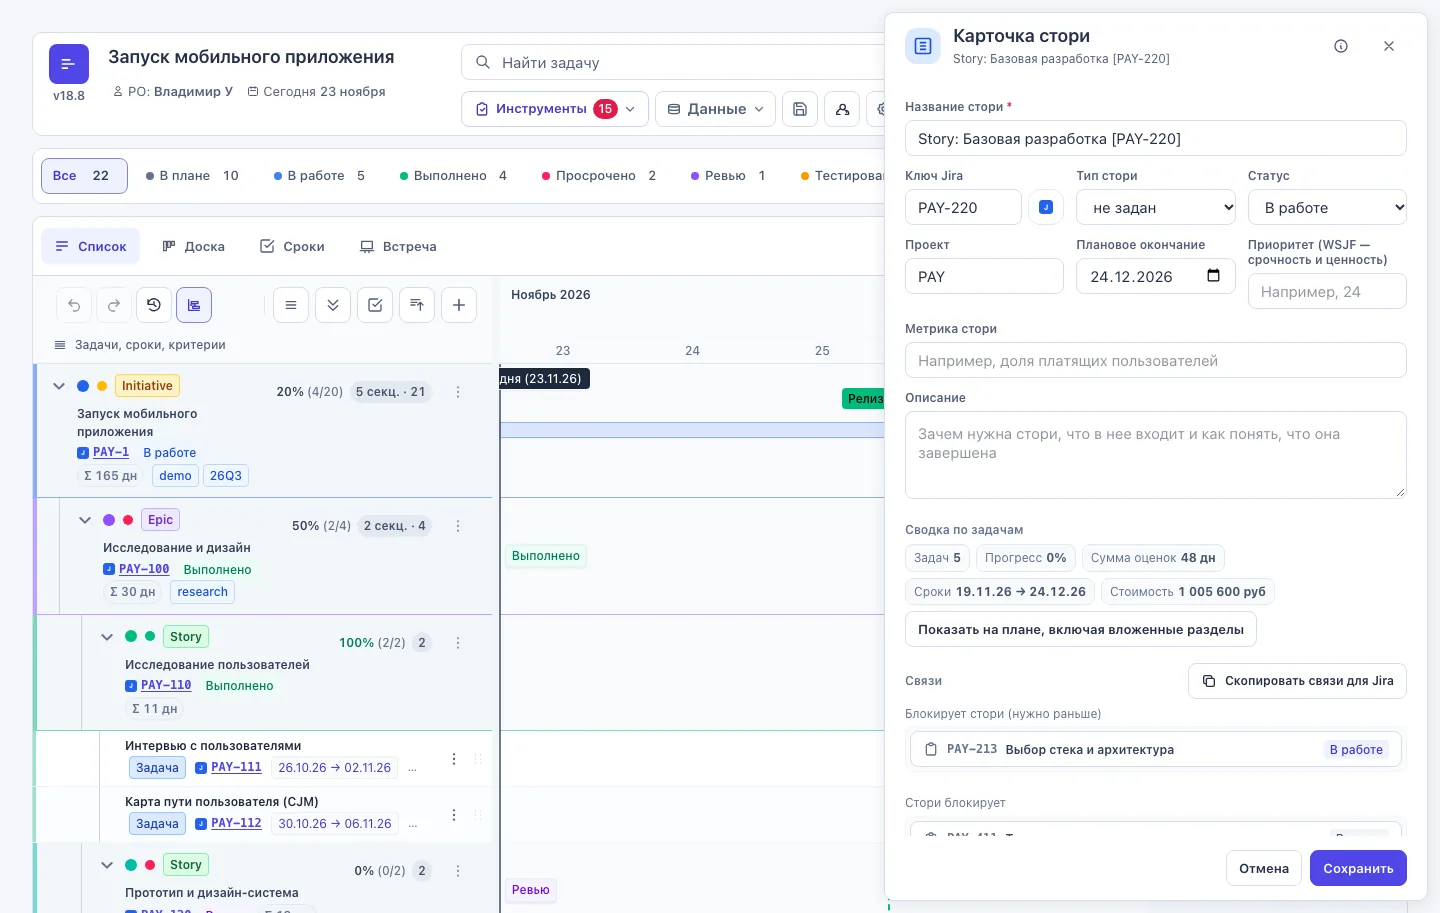 Запуск мобильного приложения
v18.8
PO: Владимир У
Сегодня 23 ноября
Найти задачу
Инструменты 15
Данные
Все 22
В плане 10
В работе 5
Выполнено 4
Просрочено 2
Ревью 1
Список
Доска
Сроки
Встреча
Задачи, сроки, критерии
Ноябрь 2026
23
24
25
дня (23.11.26)
Релиз
Initiative
20% (4/20) 5 секц. · 21
Запуск мобильного
приложения
PAY-1 В работе
Σ 165 дн demo 26Q3
Epic
50% (2/4) 2 секц. · 4
Исследование и дизайн
PAY-100 Выполнено
Σ 30 дн research
Выполнено
Story
100% (2/2) 2
Исследование пользователей
PAY-110 Выполнено
Σ 11 дн
Интервью с пользователями
Задача PAY-111 26.10.26 → 02.11.26 ...
Карта пути пользователя (CJM)
Задача PAY-112 30.10.26 → 06.11.26 ...
Story
0% (0/2) 2
Прототип и дизайн-система
Ревью
Карточка стори
Story: Базовая разработка [PAY-220]
Название стори *
Story: Базовая разработка [PAY-220]
Ключ Jira
PAY-220
Тип стори
не задан
Статус
В работе
Проект
PAY
Плановое окончание
24.12.2026
Приоритет (WSJF —
срочность и ценность)
Например, 24
Метрика стори
Например, доля платящих пользователей
Описание
Зачем нужна стори, что в нее входит и как понять, что она
завершена
Сводка по задачам
Задач 5
Прогресс 0%
Сумма оценок 48 дн
Сроки 19.11.26 → 24.12.26
Стоимость 1 005 600 руб
Показать на плане, включая вложенные разделы
Связи
Скопировать связи для Jira
Блокирует стори (нужно раньше)
PAY-213 Выбор стека и архитектура В работе
Стори блокирует
Отмена
Сохранить